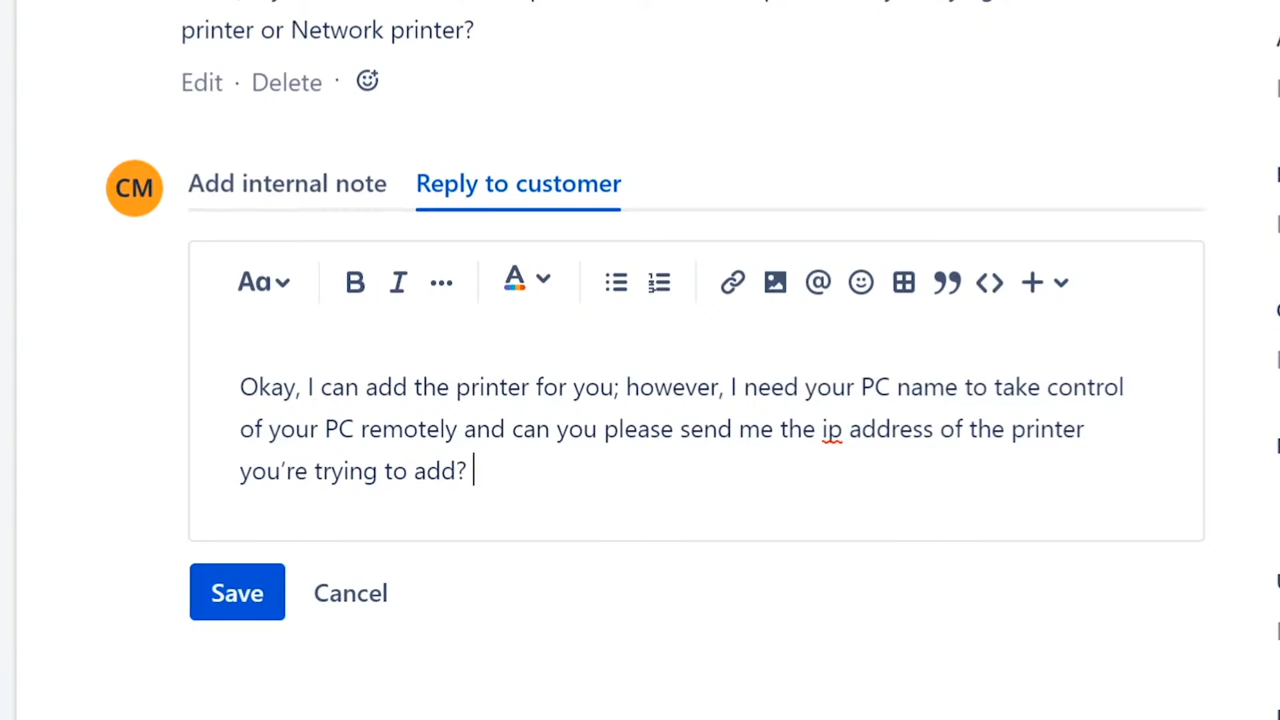 printer or Network printer?
Edit · Delete ·
CM
Add internal note Reply to customer
Aa B I ... A
Okay, I can add the printer for you; however, I need your PC name to take control
of your PC remotely and can you please send me the ip address of the printer
you're trying to add?
Save Cancel